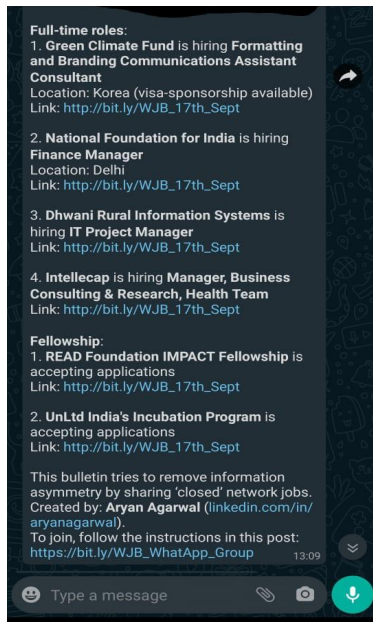 Full-time roles:
1. Green Climate Fund is hiring Formatting
and Branding Communications Assistant
Consultant
Location: Korea (visa-sponsorship available)
Link: http://bit.ly/WJB_17th_Sept
2. National Foundation for India is hiring
Finance Manager
Location: Delhi
Link: http://bit.ly/WJB_17th_Sept
3. Dhwani Rural Information Systems is
hiring IT Project Manager
Link: http://bit.ly/WJB_17th_Sept
4. Intellecap is hiring Manager, Business
Consulting & Research, Health Team
Link: http://bit.ly/WJB_17th_Sept
Fellowship:
1. READ Foundation IMPACT Fellowship is
accepting applications
Link: http://bit.ly/WJB_17th_Sept
2. UnLtd India's Incubation Program is
accepting applications
Link: http://bit.ly/WJB_17th_Sept
This bulletin tries to remove information
asymmetry by sharing ‘closed’ network jobs.
Created by: Aryan Agarwal (linkedin.com/in/
aryanagarwal).
To join, follow the instructions in this post:
https://bit.ly/WJB_WhatApp_Group 13:09
Type a message